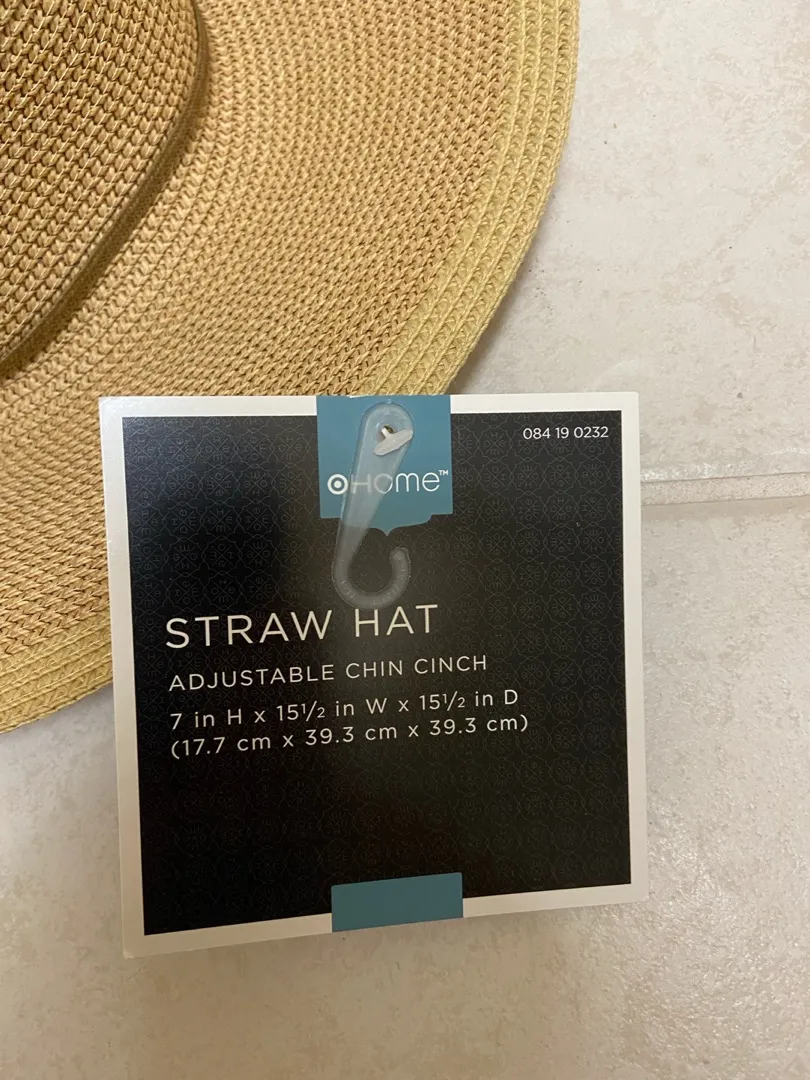 084 19 0232
HOme™
STRAW HAT
ADJUSTABLE CHIN CINCH
7 in H x 15½ in W x 15½ in D
(17.7 cm x 39.3 cm x 39.3 cm)